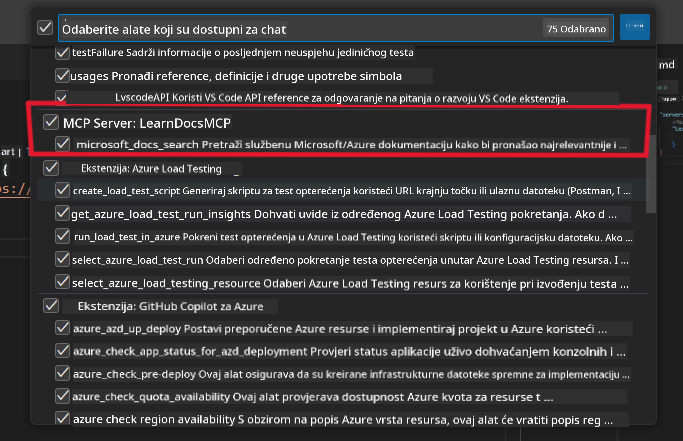 Odaberite alate koji su dostupni za chat
75 Odabrano
testFailure Sadrži informacije o posljednjem neuspjehu jediničnog testa
usages Pronađi reference, definicije i druge upotrebe simbola
LvscodeAPI Koristi VS Code API reference za odgovaranje na pitanja o razvoju VS Code ekstenzija.
MCP Server: LearnDocsMCP
microsoft_docs_search Pretraži službenu Microsoft/Azure dokumentaciju kako bi pronašao najrelevantnije i ...
Ekstenzija: Azure Load Testing
create_load_test_script Generiraj skriptu za test opterećenja koristeći URL krajnju točku ili ulaznu datoteku (Postman, I ...
get_azure_load_test_run_insights Dohvati uvide iz određenog Azure Load Testing pokretanja. Ako d ...
run_load_test_in_azure Pokreni test opterećenja u Azure Load Testing koristeći skriptu ili konfiguracijsku datoteku. Ako ...
select_azure_load_test_run Odaberi određeno pokretanje testa opterećenja unutar Azure Load Testing resursa. I ...
select_azure_load_testing_resource Odaberi Azure Load Testing resurs za korištenje pri izvođenju testa ...
Ekstenzija: GitHub Copilot za Azure
azure_azd_up_deploy Postavi preporučene Azure resurse i implementiraj projekt u Azure koristeći ...
azure_check_app_status_for_azd_deployment Provjeri status aplikacije uživo dohvaćanjem konzolnih l ...
azure_check_pre-deploy Ovaj alat osigurava da su kreirane infrastrukturne datoteke spremne za implementaciju ...
azure_check_quota_availability Ovaj alat provjerava dostupnost Azure kvota za resurse t ...
azure check region availability S obzirom na popis Azure vrsta resursa, ovaj alat će vratiti popis reg ...
md
art |
{
s://